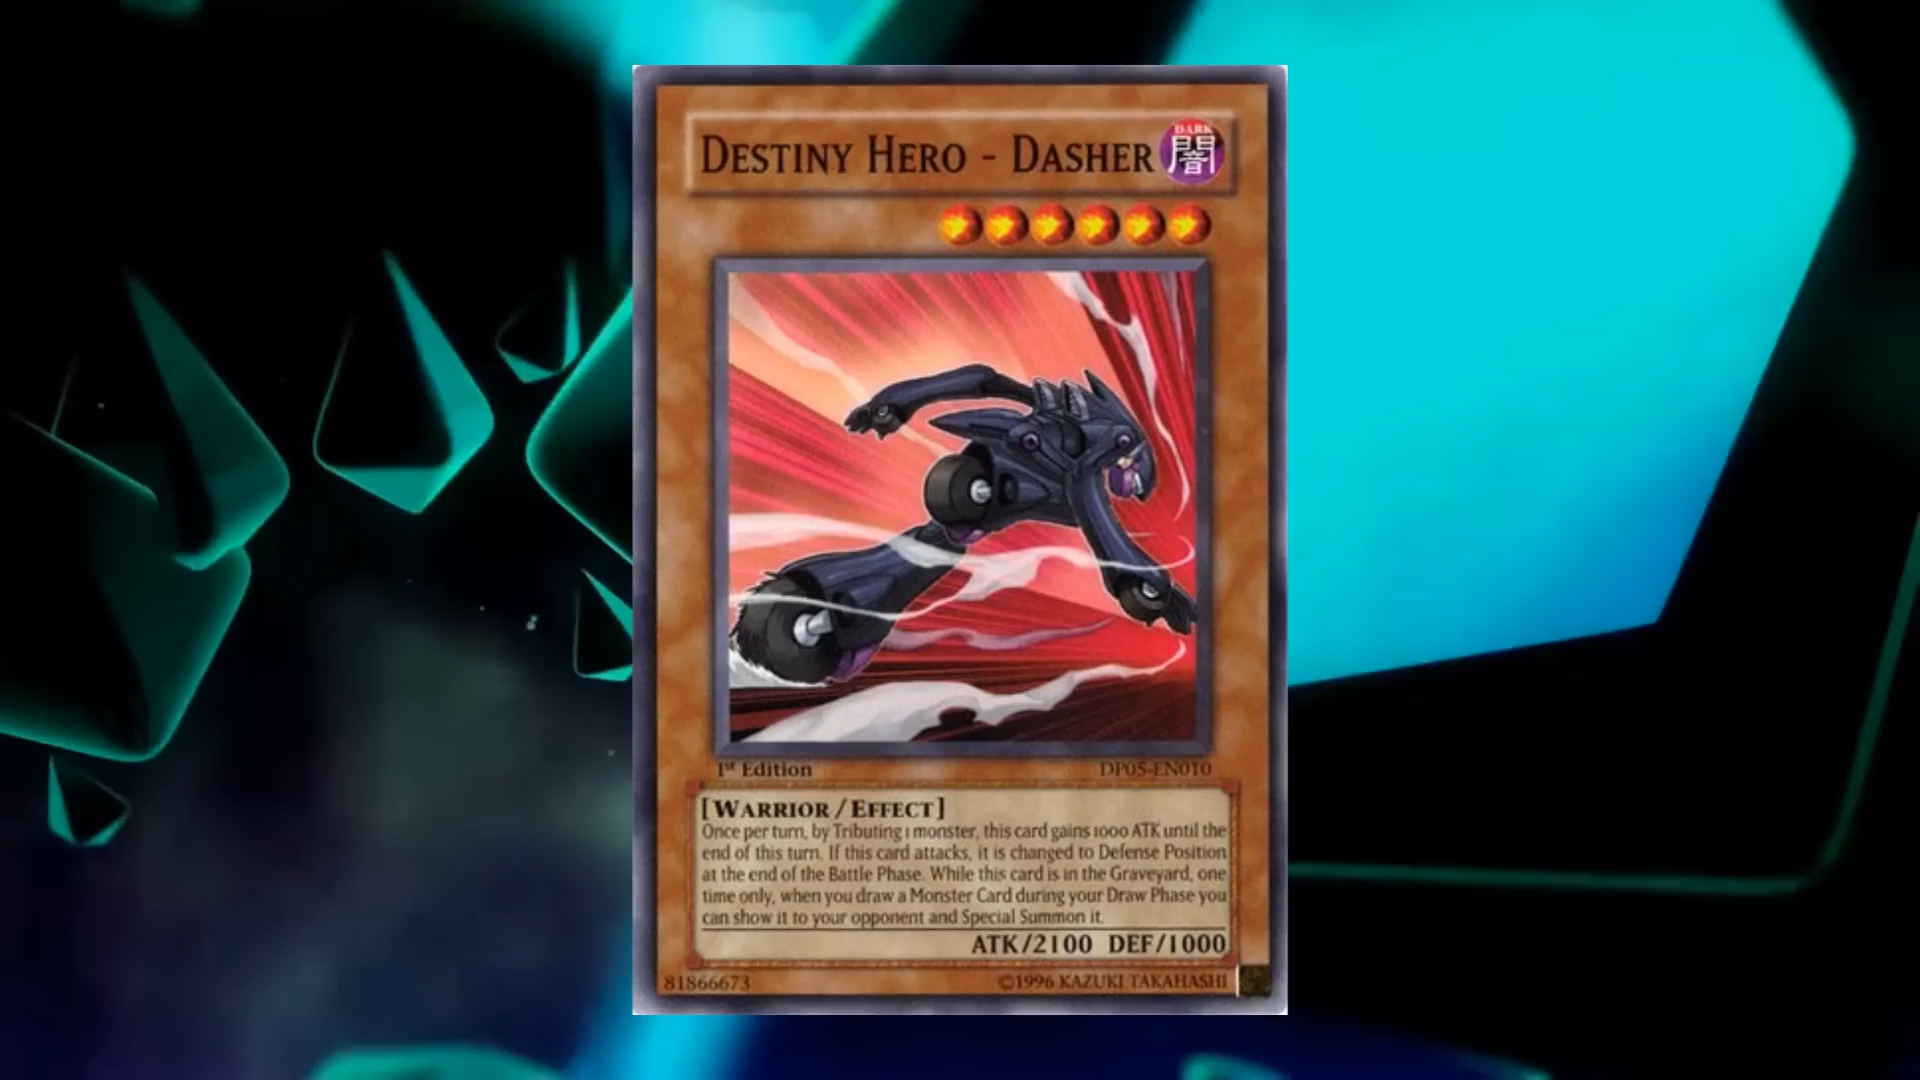 DESTINY HERO - DASHER
DARK
闇
1st Edition
DP05-EN010
[WARRIOR / EFFECT]
Once per turn, by Tributing 1 monster, this card gains 1000 ATK until the
end of this turn. If this card attacks, it is changed to Defense Position
at the end of the Battle Phase. While this card is in the Graveyard, one
time only, when you draw a Monster Card during your Draw Phase you
can show it to your opponent and Special Summon it.
ATK/2100 DEF/1000
81866673
©1996 KAZUKI TAKAHASHI